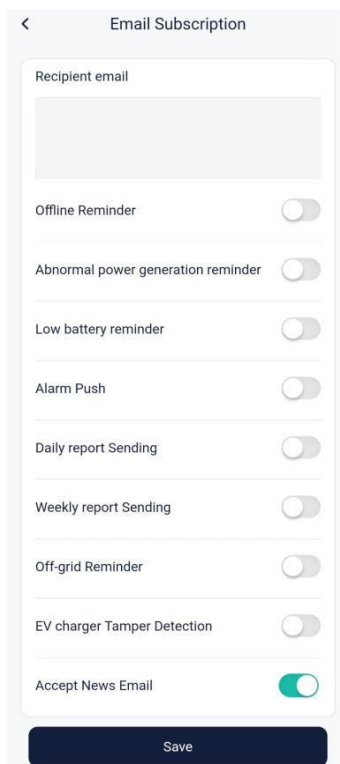 Email Subscription
Recipient email
Offline Reminder
Abnormal power generation reminder
Low battery reminder
Alarm Push
Daily report Sending
Weekly report Sending
Off-grid Reminder
EV charger Tamper Detection
Accept News Email
Save